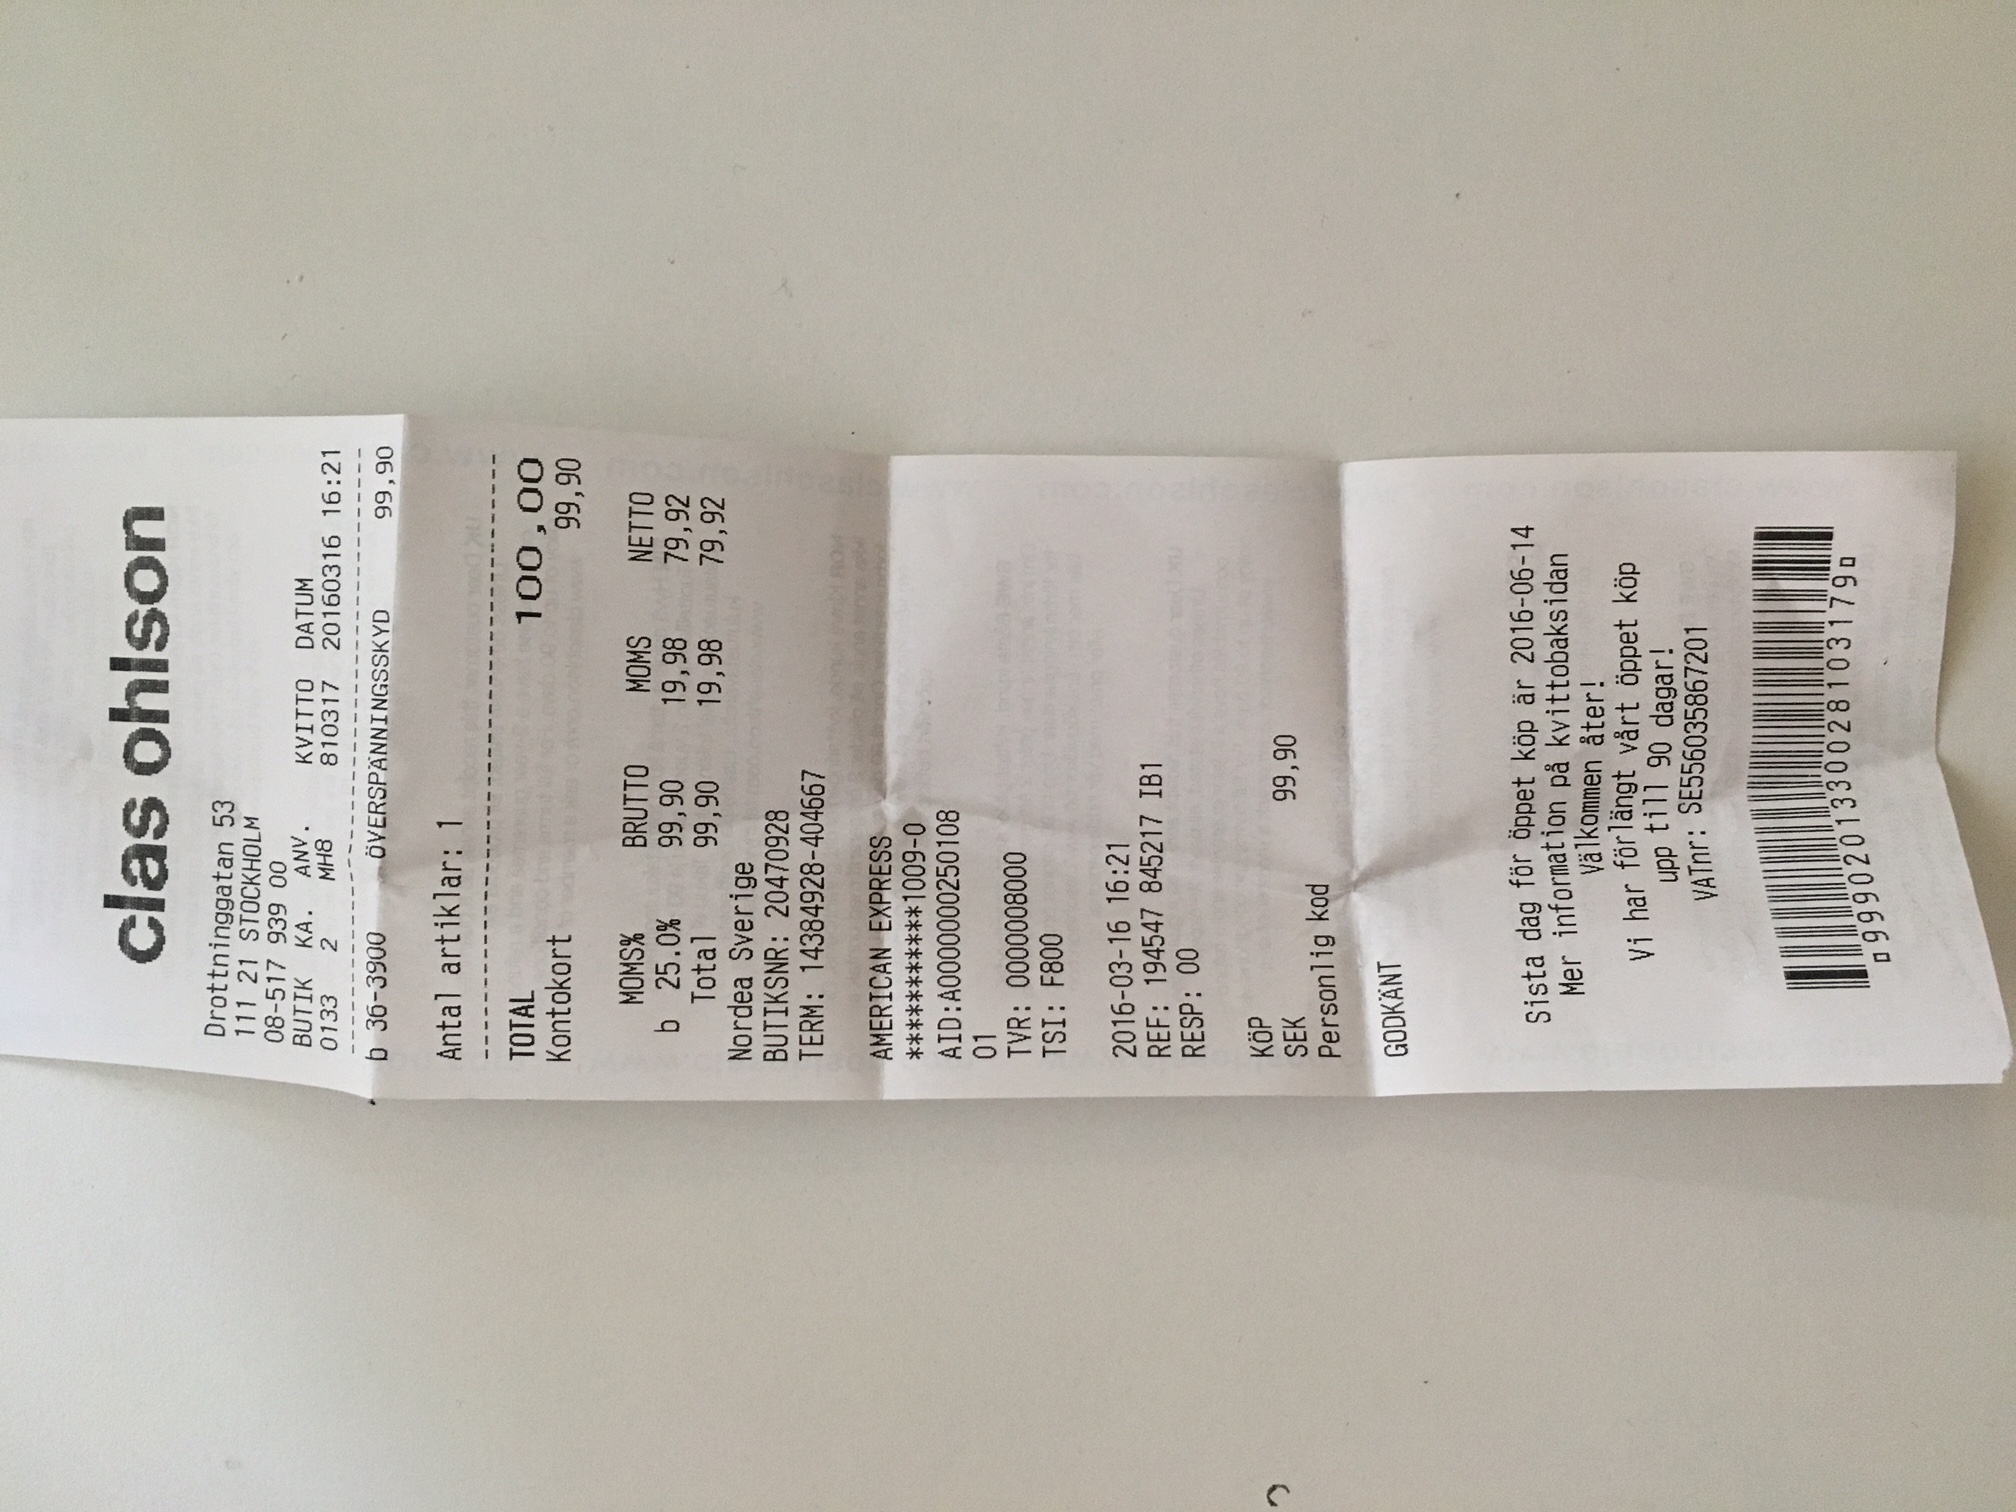 clas ohlson
Drottninggatan 53
111 21 STOCKHOLM
08-517 939 00
BUTIK KA. ANV. KVITTO DATUM
0133 2 MH8 810317 20160316 16:21
b 36-3900 ÖVERSPÄNNINGSSKYD 99,90
Antal artiklar: 1
TOTAL 100,00
Kontokort 99,90
MOMS% BRUTTO MOMS NETTO
b 25.0% 99,90 19,98 79,92
Total 99,90 19,98 79,92
Nordea Sverige
BUTIKSNR: 20470928
TERM: 14384928-404667
AMERICAN EXPRESS
***********1009-0
AID:A0000000250108
01
TVR: 0000008000
TSI: F800
2016-03-16 16:21
REF: 194547 845217 IB1
RESP: 00
KÖP
SEK 99,90
Personlig kod
GODKÄNT
Sista dag för öppet köp är 2016-06-14
Mer information på kvittobaksidan
Välkommen åter!
Vi har förlängt vårt öppet köp
upp till 90 dagar!
VATnr: SE556035867201
9990201330028103179